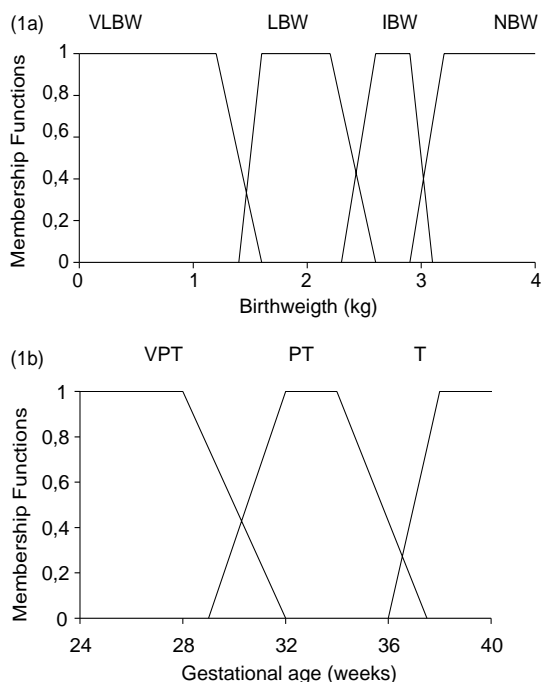 (1a)
VLBW LBW IBW NBW
Membership Functions
1
0,8
0,6
0,4
0,2
0
0 1 2 3 4
Birthweigth (kg)
(1b)
VPT PT T
Membership Functions
1
0,8
0,6
0,4
0,2
0
24 28 32 36 40
Gestational age (weeks)